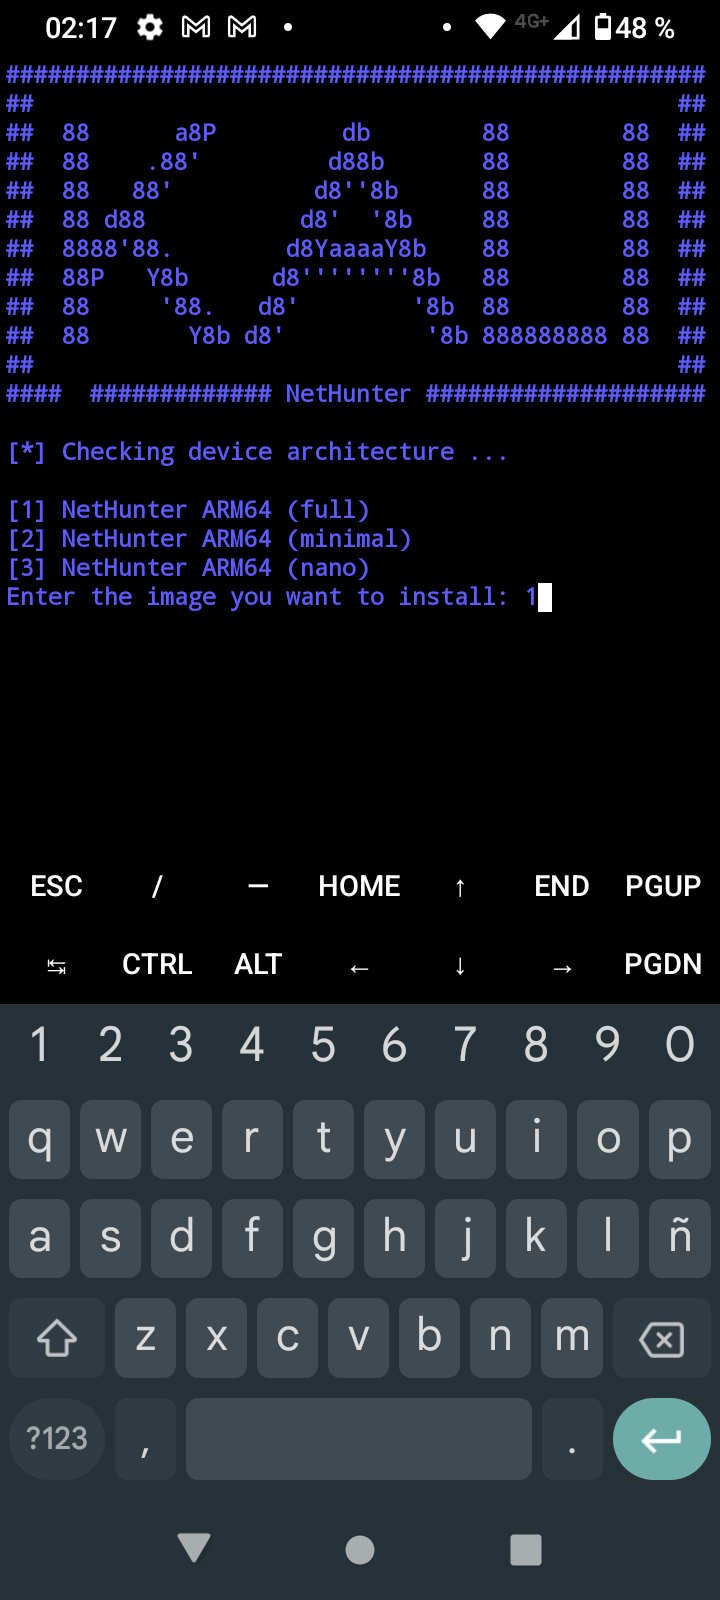 02:17 4G+ 48 %
##################################################
##                                              ##
##  88      a8P         db        88        88  ##
##  88    .88'         d88b       88        88  ##
##  88   88'          d8''8b      88        88  ##
##  88 d88           d8'  '8b     88        88  ##
##  8888'88.        d8YaaaaY8b    88        88  ##
##  88P   Y8b      d8''''''''8b   88        88  ##
##  88     '88.   d8'        '8b  88        88  ##
##  88       Y8b d8'          '8b 888888888 88  ##
##                                              ##
####  ############# NetHunter ####################
[*] Checking device architecture ...
[1] NetHunter ARM64 (full)
[2] NetHunter ARM64 (minimal)
[3] NetHunter ARM64 (nano)
Enter the image you want to install: 1
ESC / — HOME ↑ END PGUP
↹ CTRL ALT ← ↓ → PGDN
1 2 3 4 5 6 7 8 9 0
q w e r t y u i o p
a s d f g h j k l ñ
z x c v b n m
?123 , .